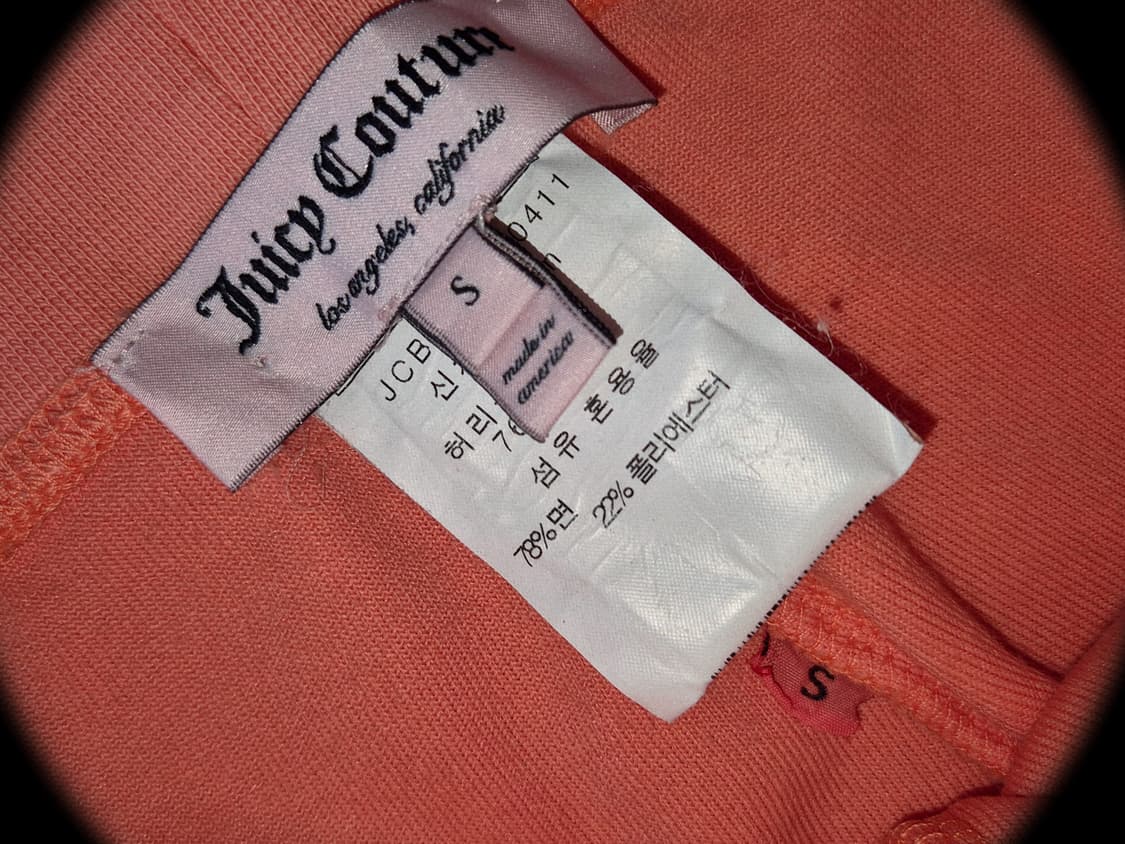 Juicy Couture
los angeles, california
S
made in
america
0411
JCB
허리 76
섬유 혼용율
78%면 22% 폴리에스터
S